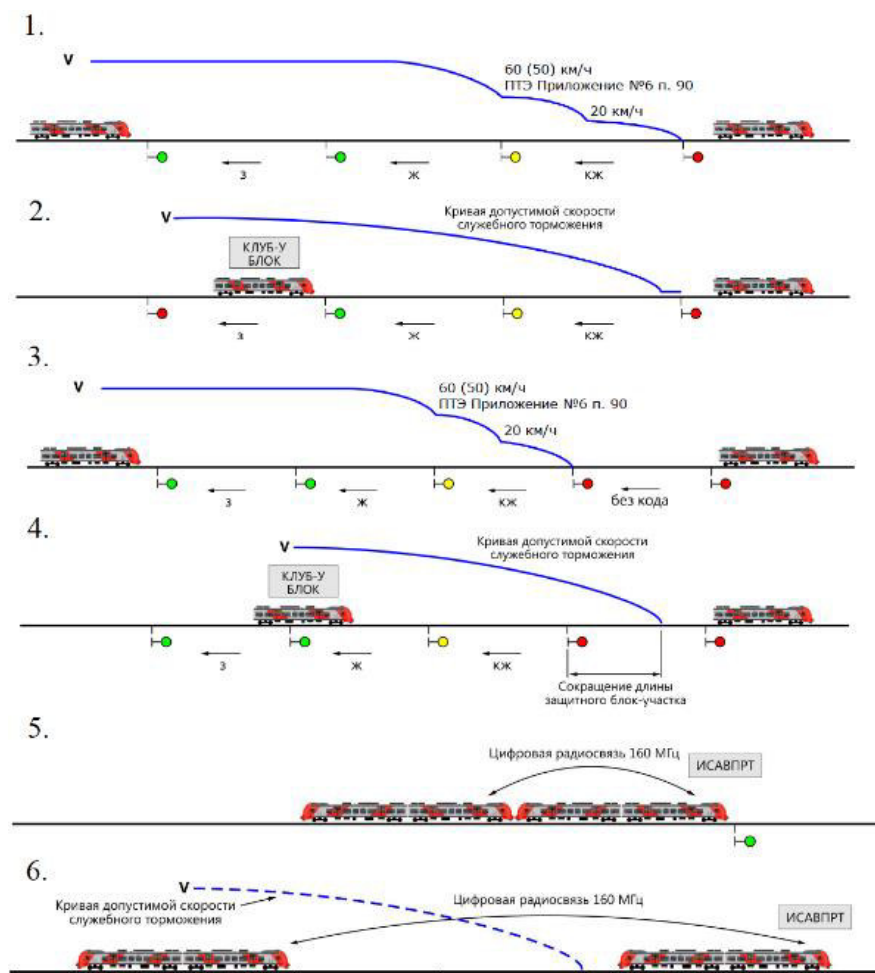 1.
V
60 (50) км/ч
ПТЭ Приложение №6 п. 90
20 км/ч
з
ж
кж
2.
V
Кривая допустимой скорости
служебного торможения
КЛУБ-У
БЛОК
з
ж
кж
3.
V
60 (50) км/ч
ПТЭ Приложение №6 п. 90
20 км/ч
з
ж
кж
без кода
4.
V
Кривая допустимой скорости
служебного торможения
КЛУБ-У
БЛОК
з
ж
кж
Сокращение длины
защитного блок-участка
5.
Цифровая радиосвязь 160 МГц
ИСАВПРТ
6.
V
Кривая допустимой скорости
служебного торможения
Цифровая радиосвязь 160 МГц
ИСАВПРТ